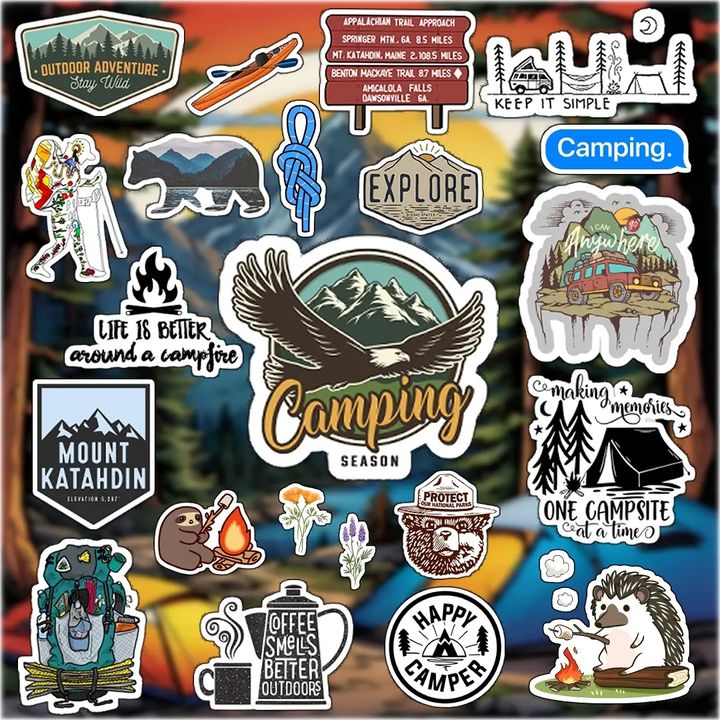 OUTDOOR ADVENTURE
Stay Wild
APPALACHIAN TRAIL APPROACH
SPRINGER MTN., GA. 8.5 MILES
MT. KATAHDIN, MAINE 2,108.5 MILES
BENTON MACKAYE TRAIL 8.7 MILES
AMICALOLA FALLS
DAWSONVILLE GA.
KEEP IT SIMPLE
Camping.
EXPLORE
I CAN
go
Anywhere
LIFE IS BETTER
around a campfire
Camping
SEASON
making
memories
ONE CAMPSITE
at a time
MOUNT
KATAHDIN
ELEVATION 5,267'
PROTECT
OUR NATIONAL PARKS
COFFEE
SMELLS
BETTER
OUTDOORS
HAPPY
CAMPER